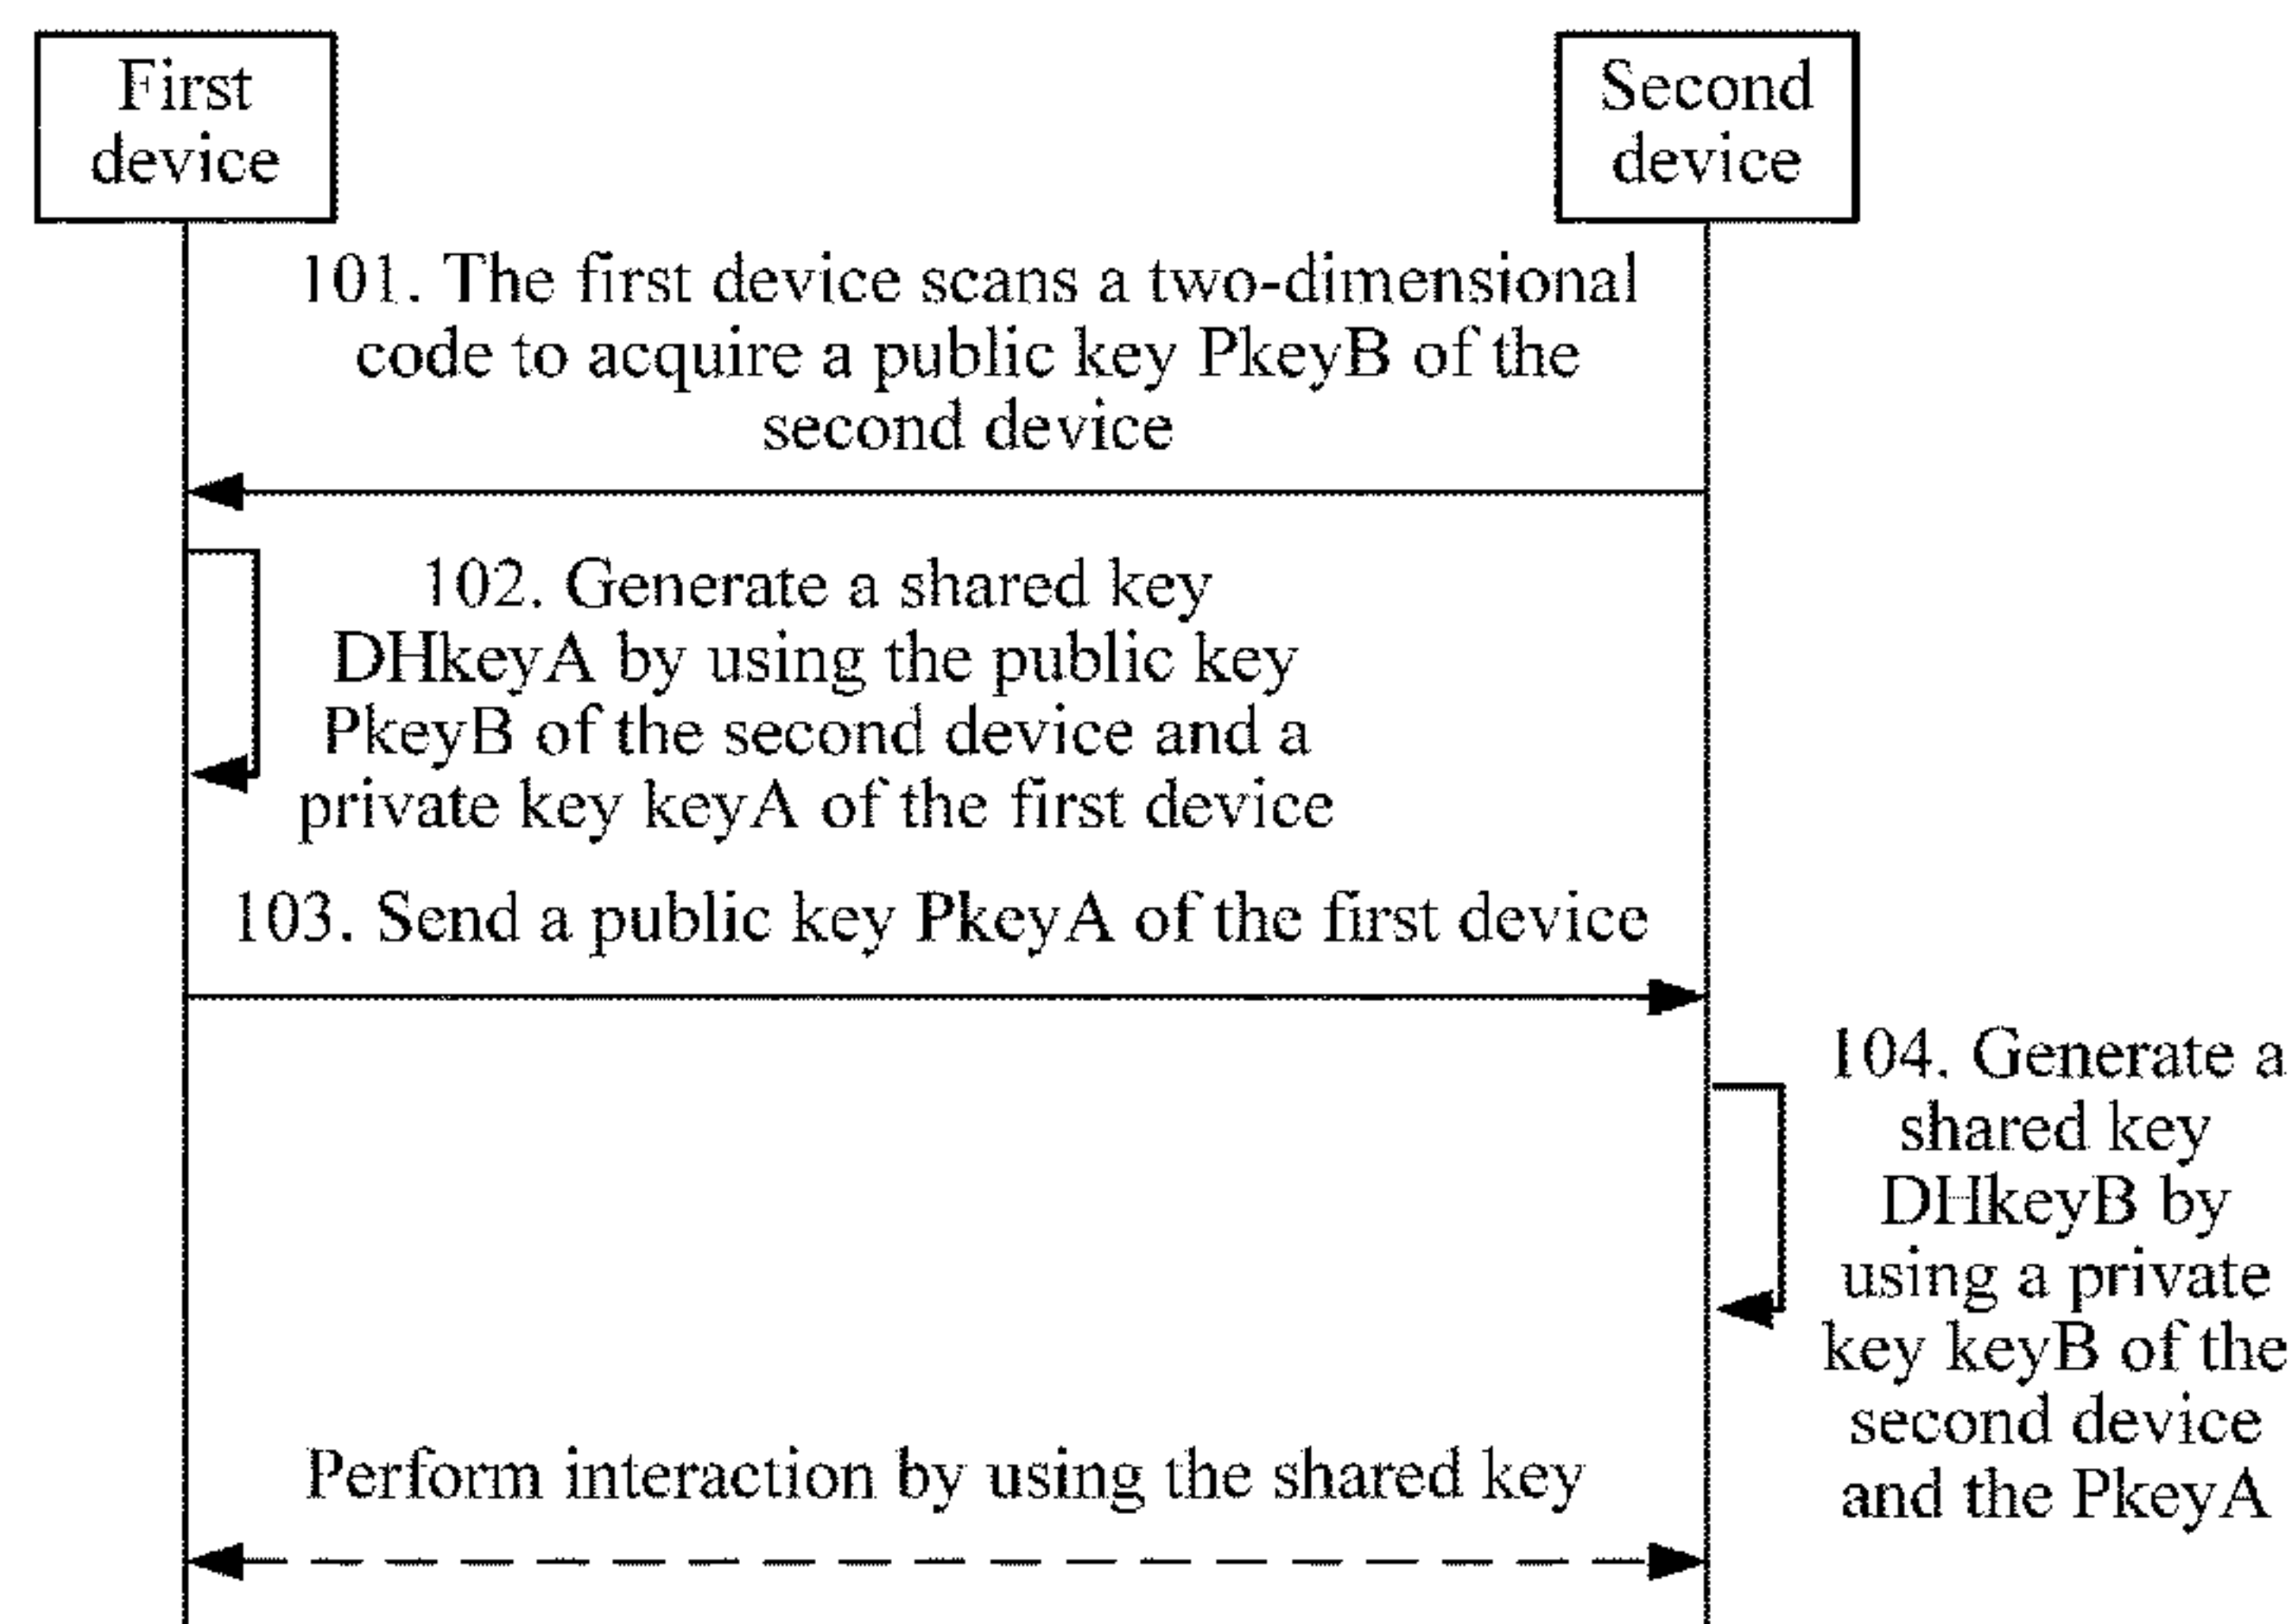 First
device
Second
device
101. The first device scans a two-dimensional
code to acquire a public key PkeyB of the
second device
102. Generate a shared key
DHkeyA by using the public key
PkeyB of the second device and a
private key keyA of the first device
103. Send a public key PkeyA of the first device
104. Generate a
shared key
DHkeyB by
using a private
key keyB of the
second device
and the PkeyA
Perform interaction by using the shared key